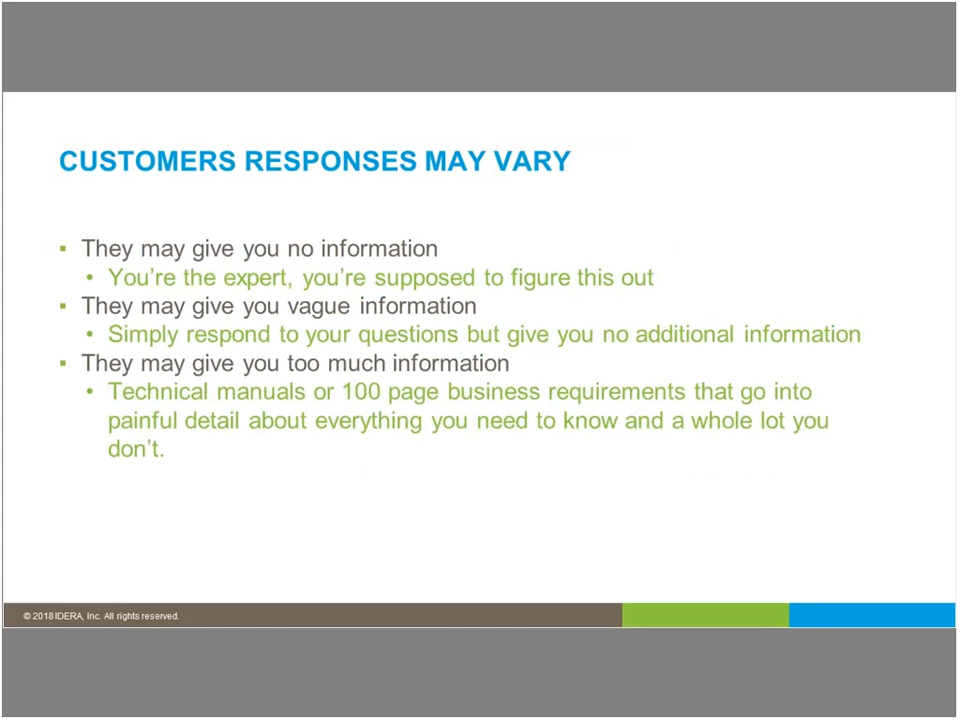 CUSTOMERS RESPONSES MAY VARY
▪ They may give you no information
• You’re the expert, you’re supposed to figure this out
▪ They may give you vague information
• Simply respond to your questions but give you no additional information
▪ They may give you too much information
• Technical manuals or 100 page business requirements that go into
painful detail about everything you need to know and a whole lot you
don’t.
© 2018 IDERA, Inc. All rights reserved.